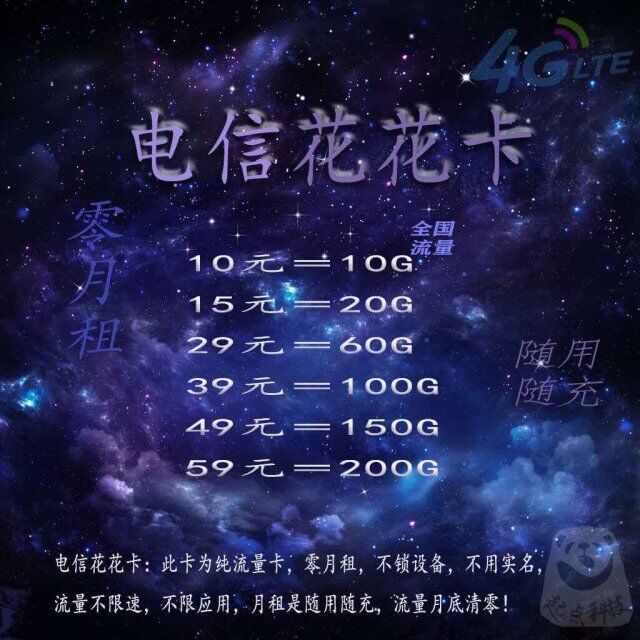 4G LTE
电信花花卡
零月租
全国
流量
10元=10G
15元=20G
29元=60G
39元=100G
49元=150G
59元=200G
随用
随充
电信花花卡：此卡为纯流量卡，零月租，不锁设备，不用实名，
流量不限速，不限应用，月租是随用随充，流量月底清零！